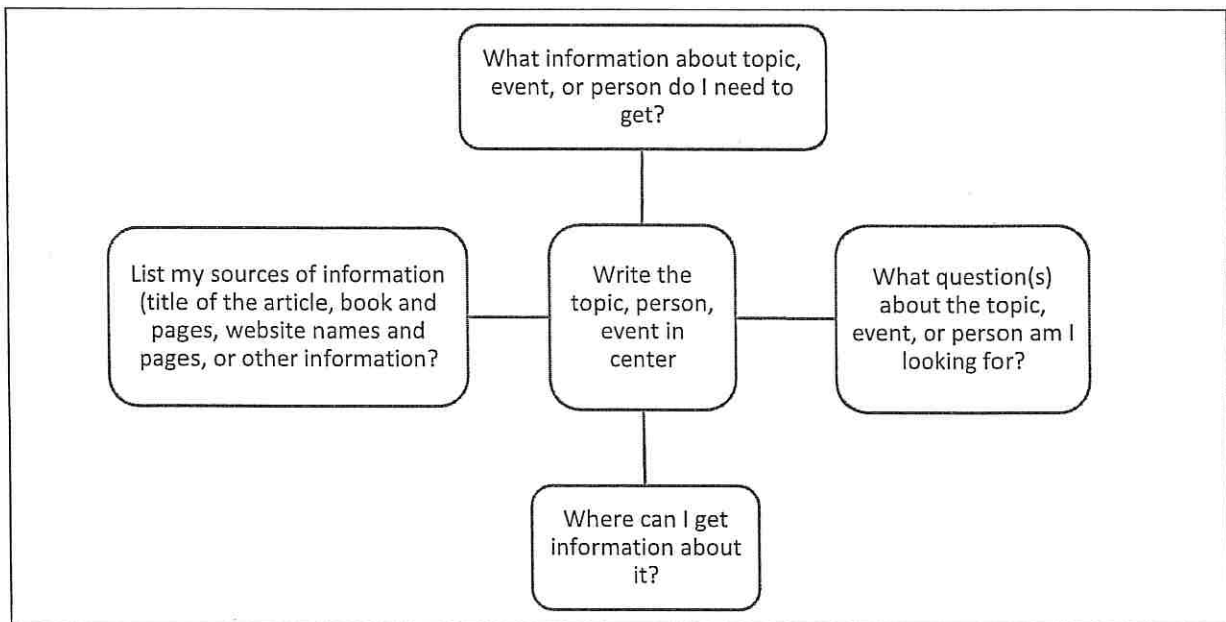 What information about topic,
event, or person do I need to
get?
List my sources of information
(title of the article, book and
pages, website names and
pages, or other information?
Write the
topic, person,
event in
center
What question(s)
about the topic,
event, or person am I
looking for?
Where can I get
information about
it?